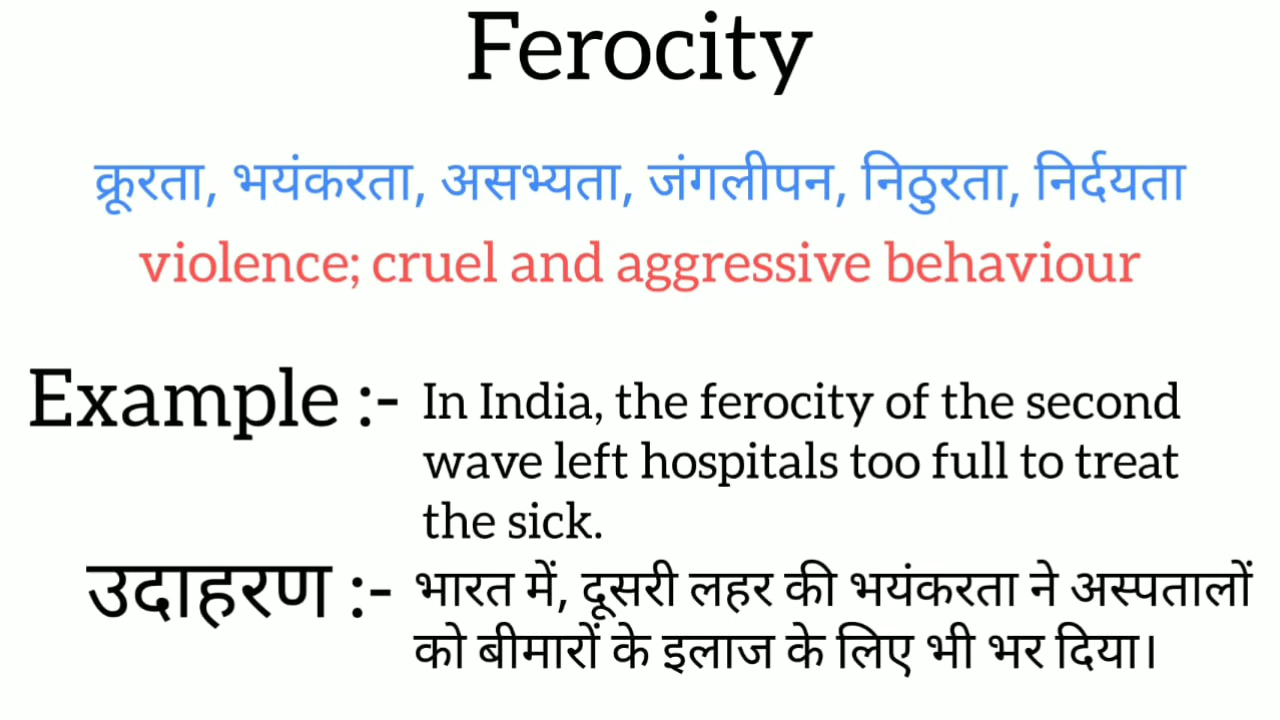 Ferocity
क्रूरता, भयंकरता, असभ्यता, जंगलीपन, निठुरता, निर्दयता
violence; cruel and aggressive behaviour
Example :- In India, the ferocity of the second
wave left hospitals too full to treat
the sick.
उदाहरण :- भारत में, दूसरी लहर की भयंकरता ने अस्पतालों
को बीमारों के इलाज के लिए भी भर दिया।